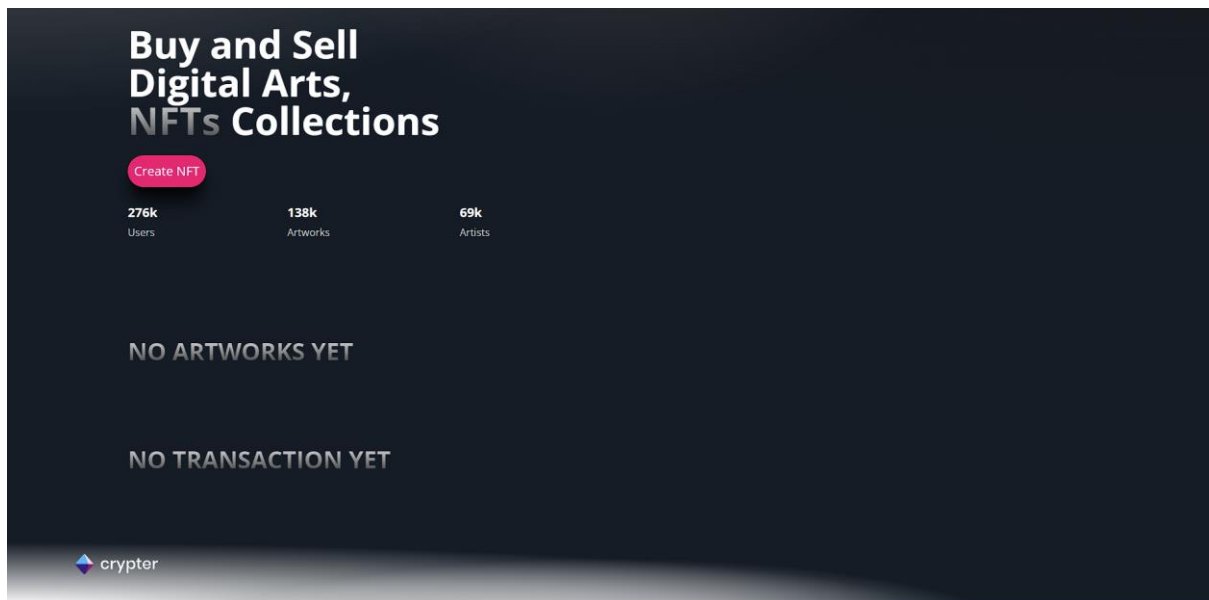 Buy and Sell
Digital Arts,
NFTs Collections
Create NFT
276k 138k 69k
Users Artworks Artists
NO ARTWORKS YET
NO TRANSACTION YET
crypter